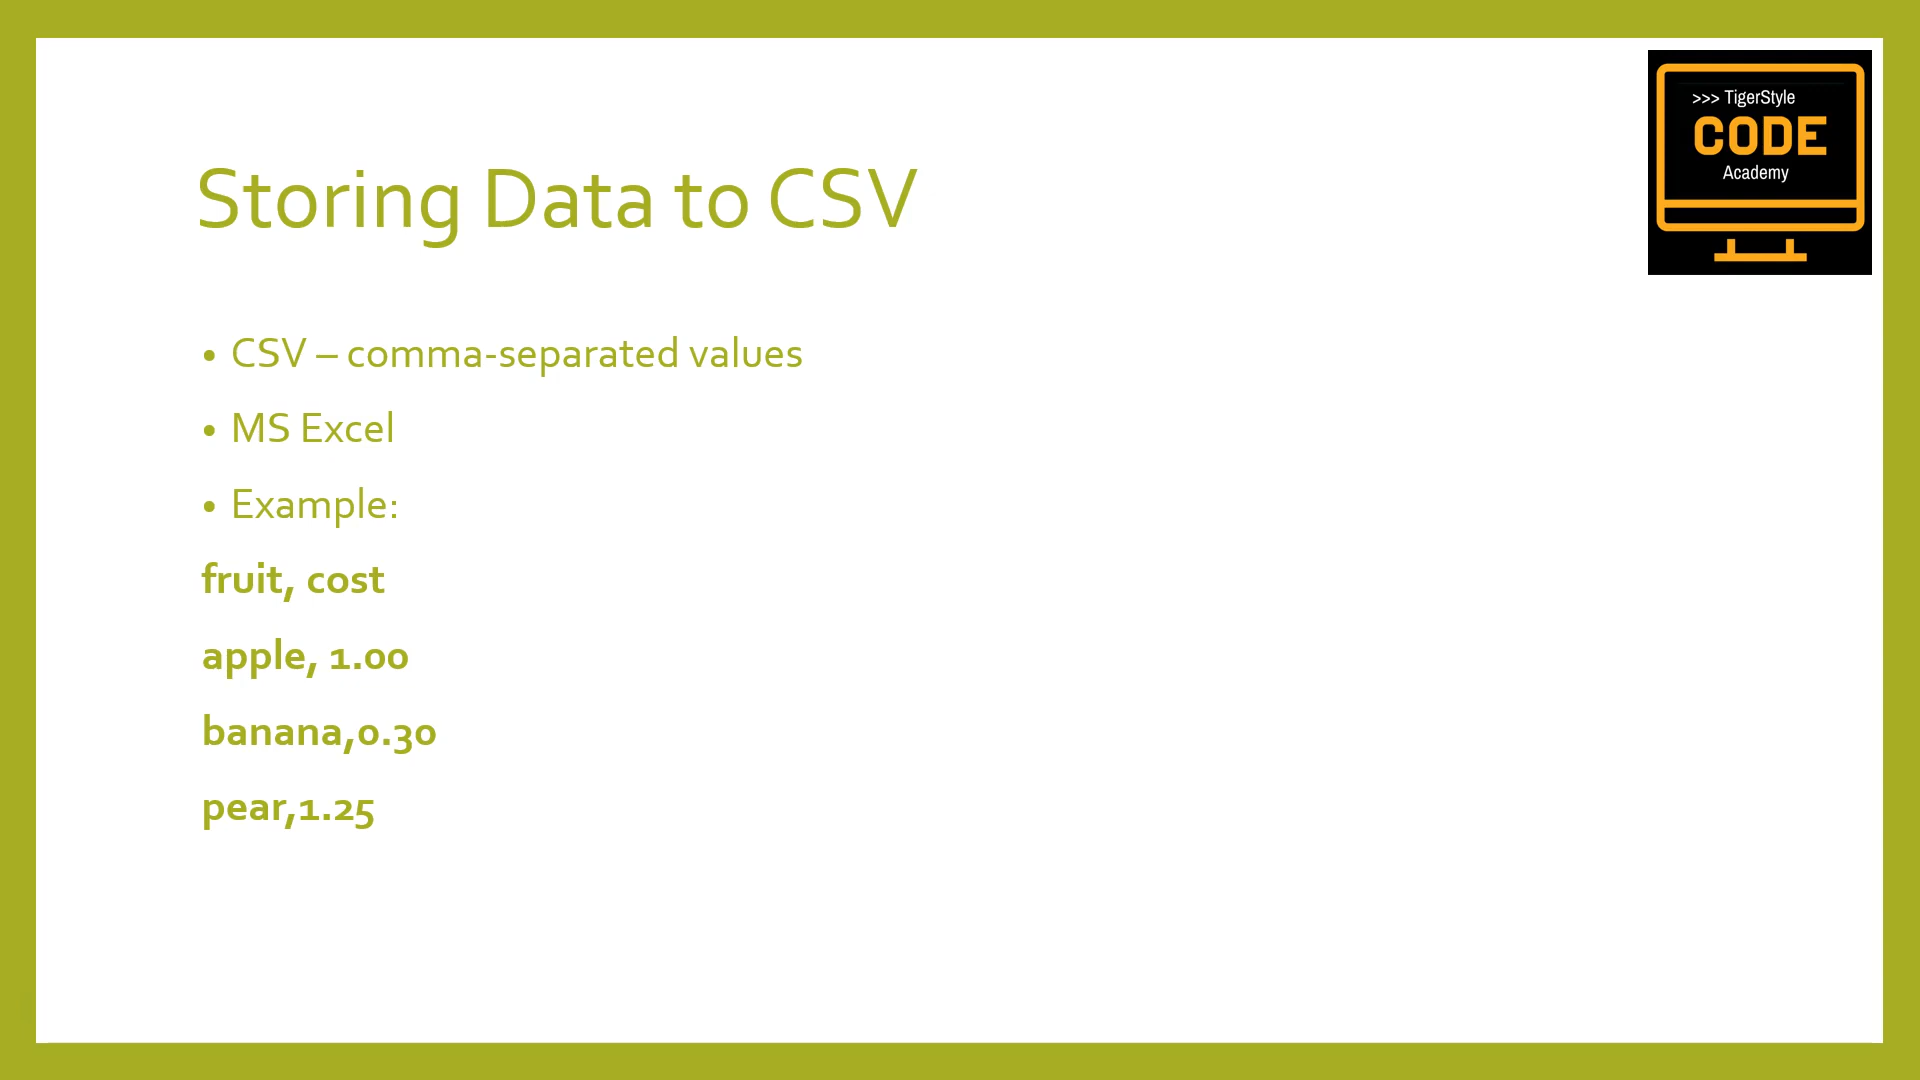 >>> TigerStyle
CODE
Academy
Storing Data to CSV
• CSV – comma-separated values
• MS Excel
• Example:
fruit, cost
apple, 1.00
banana,0.30
pear,1.25